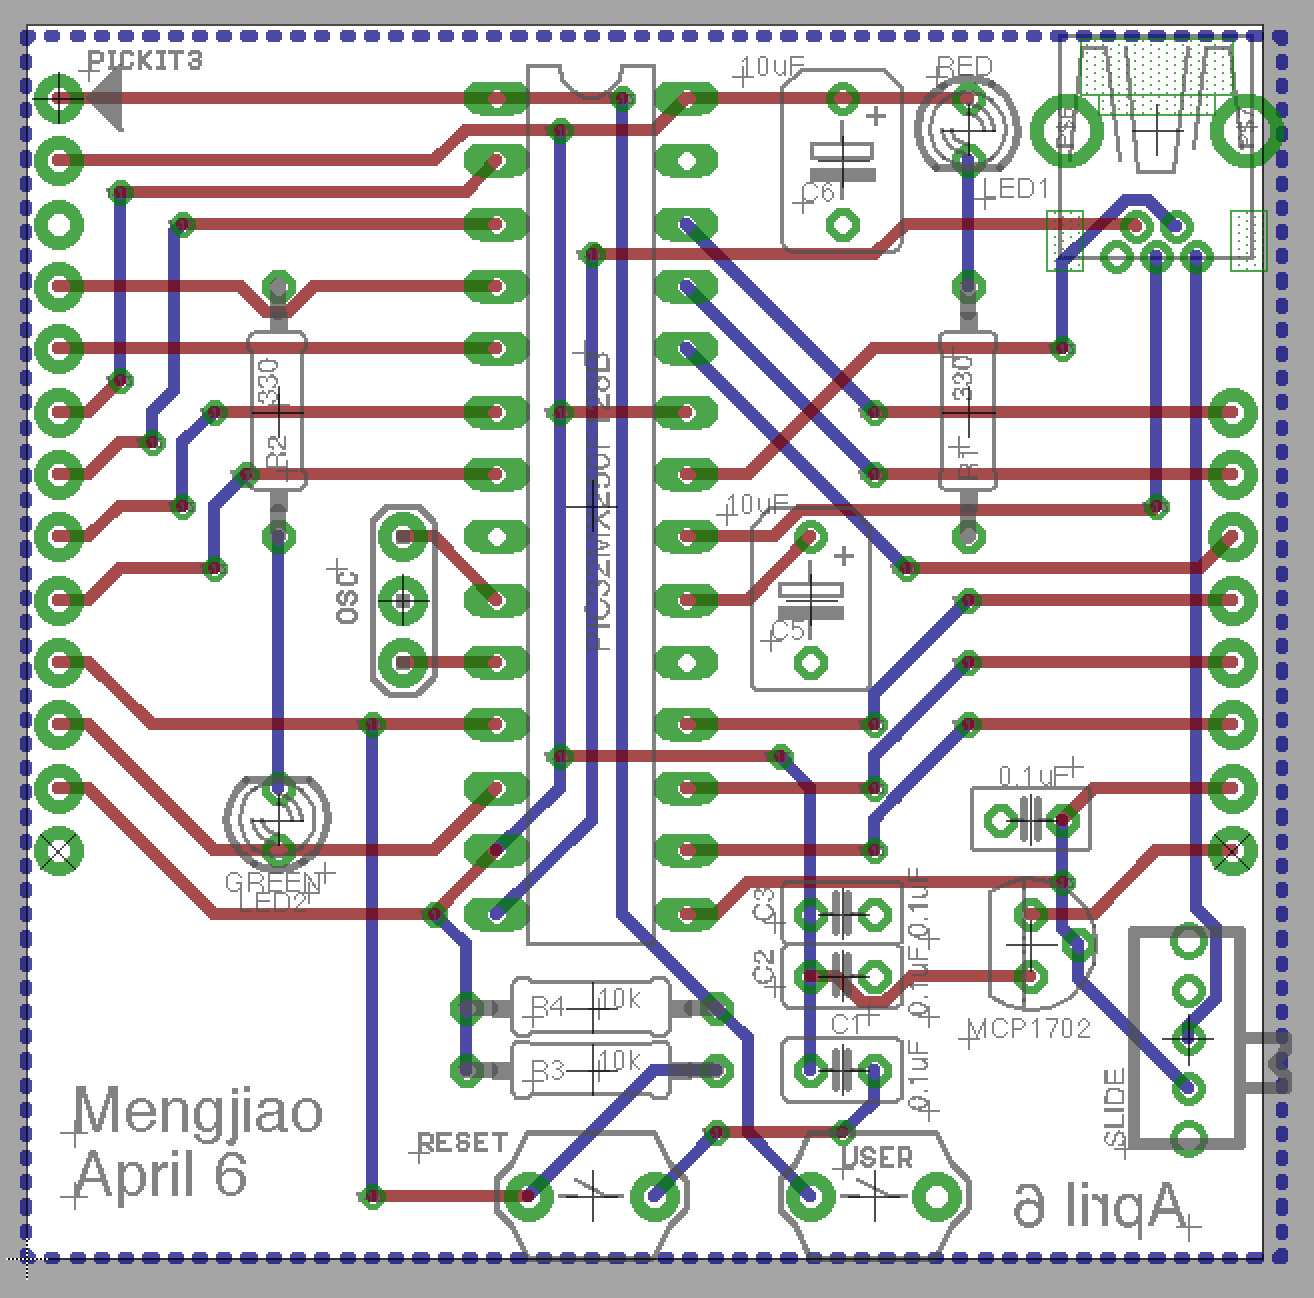 PICKIT3
10uF
RED
C6
LED1
330
R2
330
R1
PIC32MX250F128B
OSC
10uF
C5
0.1uF
GREEN
LED2
C3
0.1uF
C2
0.1uF
R4
10k
C1
MCP1702
R3
10k
0.1uF
SLIDE
Mengjiao
April 6
RESET
USER
April 6